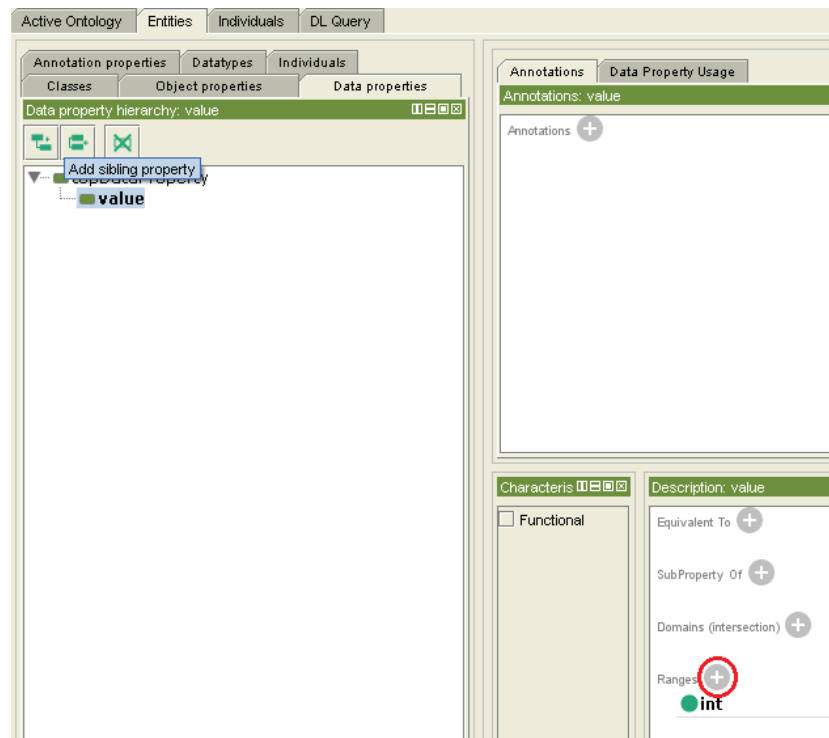 Active Ontology Entities Individuals DL Query
Annotation properties Datatypes Individuals
Classes Object properties Data properties
Data property hierarchy: value
Add sibling property
topDataProperty
value
Annotations Data Property Usage
Annotations: value
Annotations
Characteris
Functional
Description: value
Equivalent To
SubProperty Of
Domains (intersection)
Ranges
int